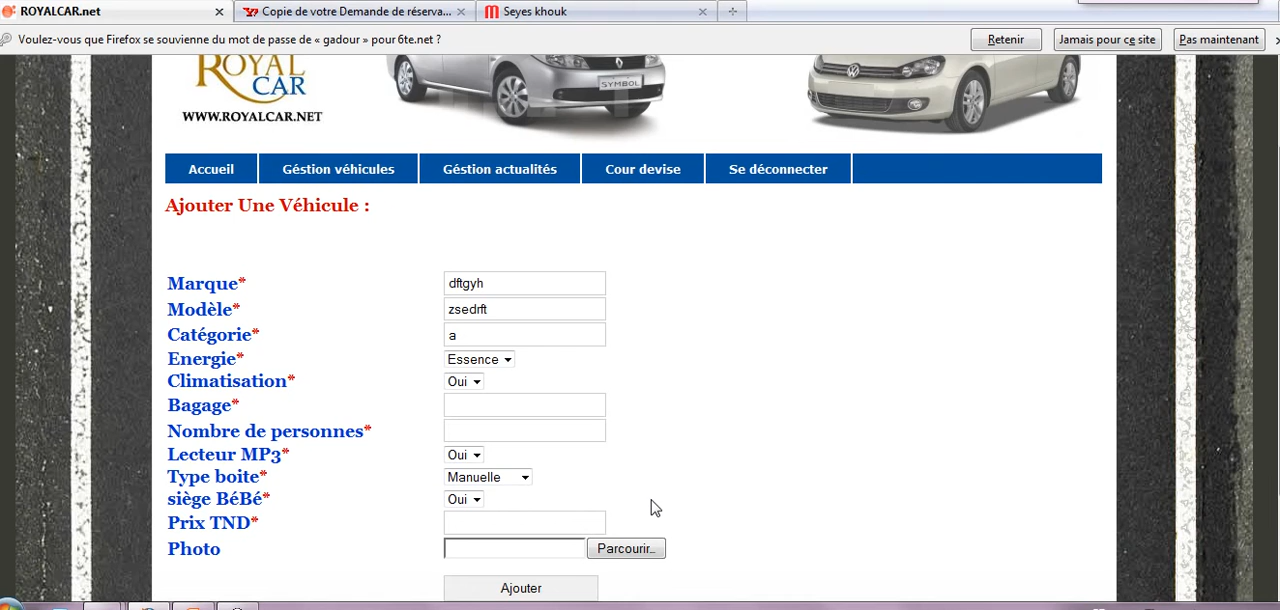 ROYALCAR.net
Copie de votre Demande de réserva...
Seyes khouk
Voulez-vous que Firefox se souvienne du mot de passe de « gadour » pour 6te.net ?
Retenir
Jamais pour ce site
Pas maintenant
ROYAL
CAR
WWW.ROYALCAR.NET
SYMBOL
Accueil
Géstion véhicules
Géstion actualités
Cour devise
Se déconnecter
Ajouter Une Véhicule :
Marque* dftgyh
Modèle* zsedrft
Catégorie* a
Energie* Essence
Climatisation* Oui
Bagage*
Nombre de personnes*
Lecteur MP3* Oui
Type boite* Manuelle
siège BéBé* Oui
Prix TND*
Photo Parcourir...
Ajouter